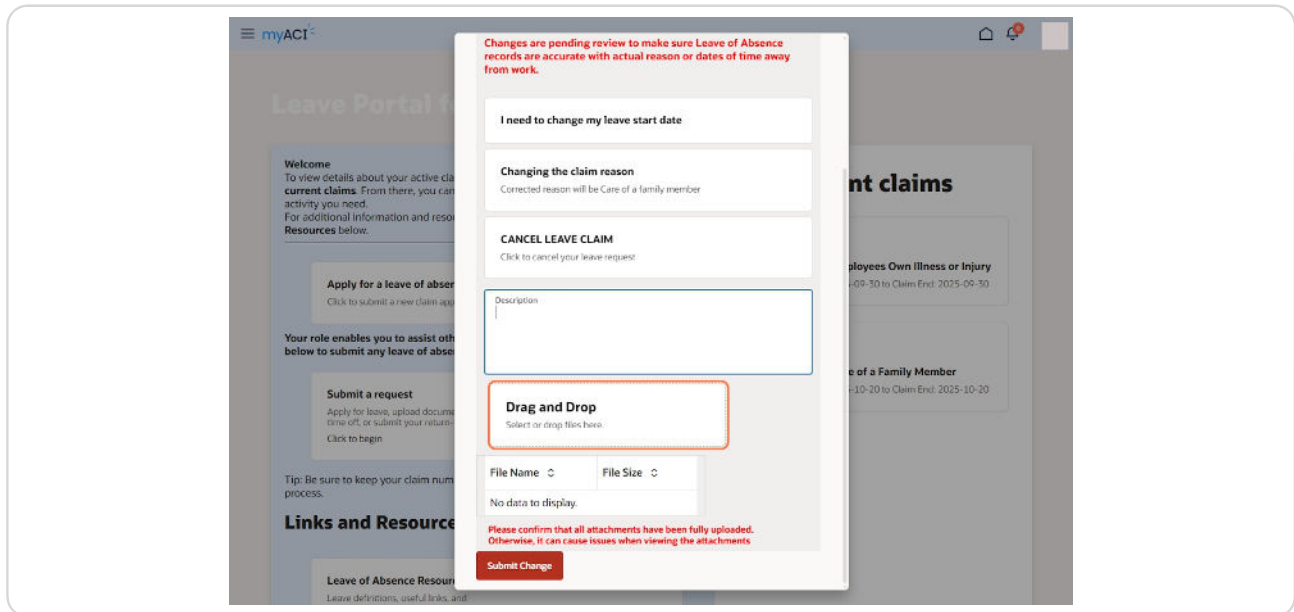 myACI
Leave Portal f
Changes are pending review to make sure Leave of Absence
records are accurate with actual reason or dates of time away
from work.
I need to change my leave start date
Changing the claim reason
Corrected reason will be Care of a family member
CANCEL LEAVE CLAIM
Click to cancel your leave request
Description
Drag and Drop
Select or drop files here.
File Name
File Size
No data to display.
Please confirm that all attachments have been fully uploaded.
Otherwise, it can cause issues when viewing the attachments
Submit Change
Welcome
To view details about your active cla
current claims. From there, you can
activity you need.
For additional information and reso
Resources below.
Apply for a leave of abser
Click to submit a new claim app
Your role enables you to assist oth
below to submit any leave of abse
Submit a request
Apply for leave, upload docume
time off, or submit your return-
Click to begin
Tip: Be sure to keep your claim num
process.
Links and Resource
Leave of Absence Resour
Leave definitions, useful links, and
nt claims
ployees Own Illness or Injury
-09-30 to Claim End: 2025-09-30
e of a Family Member
-10-20 to Claim End: 2025-10-20